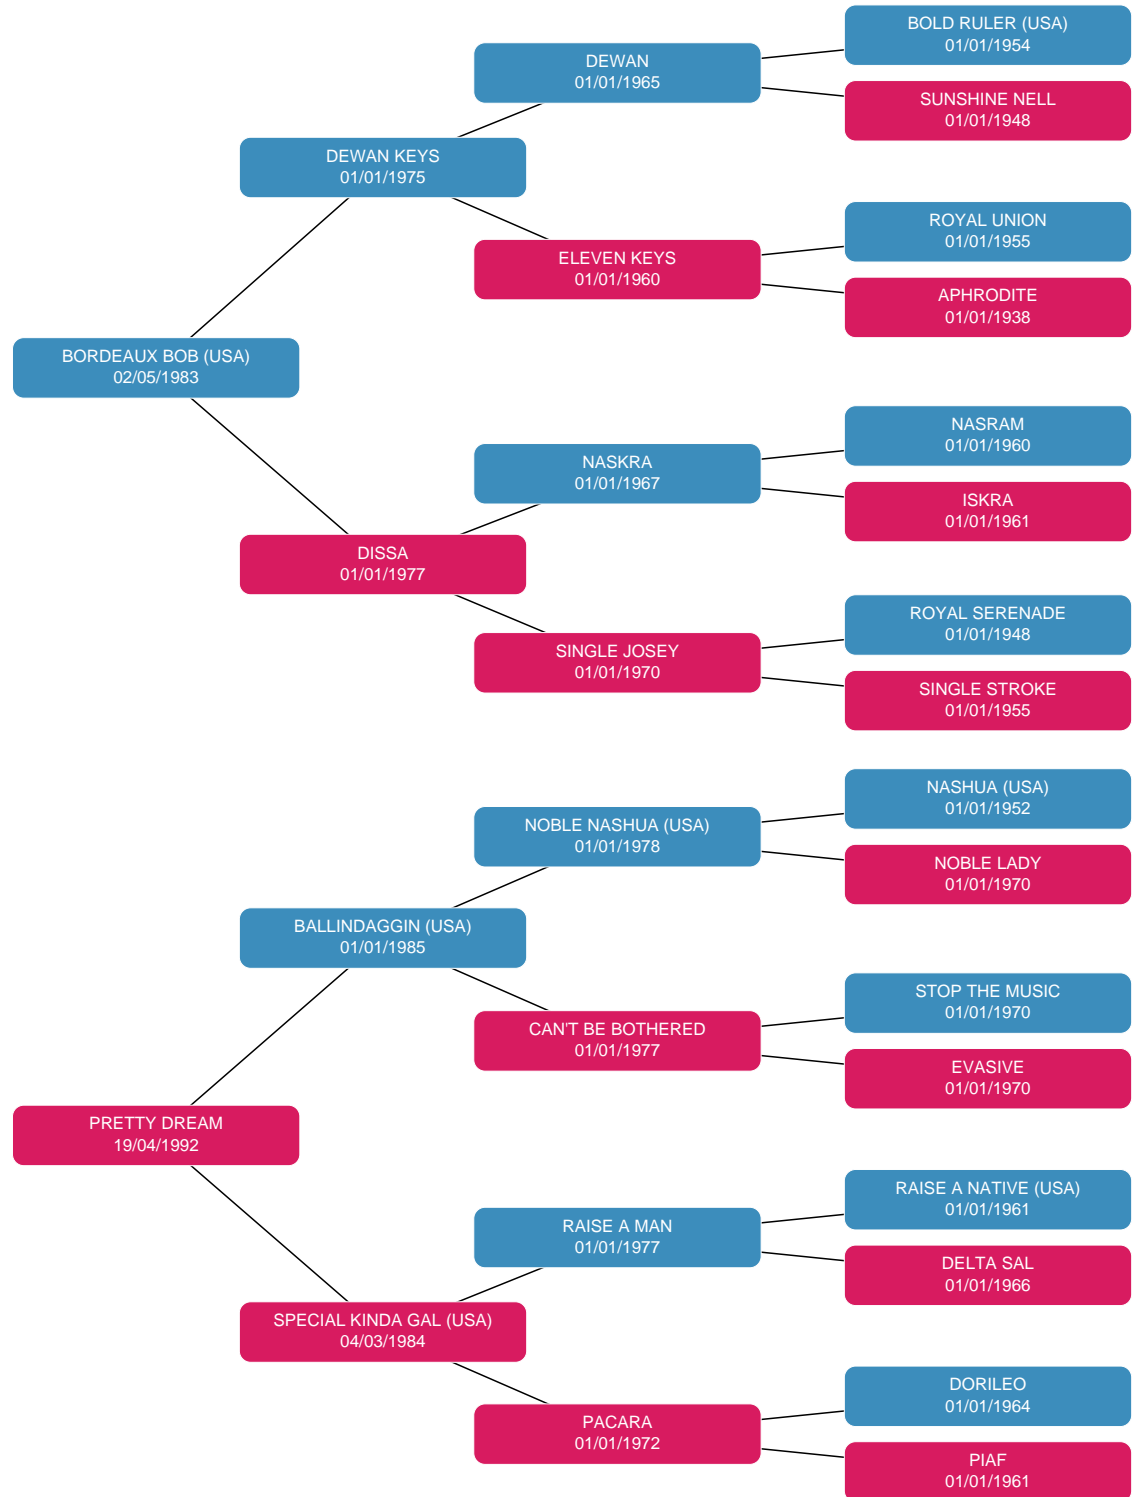 BOLD RULER (USA)
01/01/1954
DEWAN
01/01/1965
SUNSHINE NELL
01/01/1948
DEWAN KEYS
01/01/1975
ROYAL UNION
01/01/1955
ELEVEN KEYS
01/01/1960
APHRODITE
01/01/1938
BORDEAUX BOB (USA)
02/05/1983
NASRAM
01/01/1960
NASKRA
01/01/1967
ISKRA
01/01/1961
DISSA
01/01/1977
ROYAL SERENADE
01/01/1948
SINGLE JOSEY
01/01/1970
SINGLE STROKE
01/01/1955
NASHUA (USA)
01/01/1952
NOBLE NASHUA (USA)
01/01/1978
NOBLE LADY
01/01/1970
BALLINDAGGIN (USA)
01/01/1985
STOP THE MUSIC
01/01/1970
CAN'T BE BOTHERED
01/01/1977
EVASIVE
01/01/1970
PRETTY DREAM
19/04/1992
RAISE A NATIVE (USA)
01/01/1961
RAISE A MAN
01/01/1977
DELTA SAL
01/01/1966
SPECIAL KINDA GAL (USA)
04/03/1984
DORILEO
01/01/1964
PACARA
01/01/1972
PIAF
01/01/1961